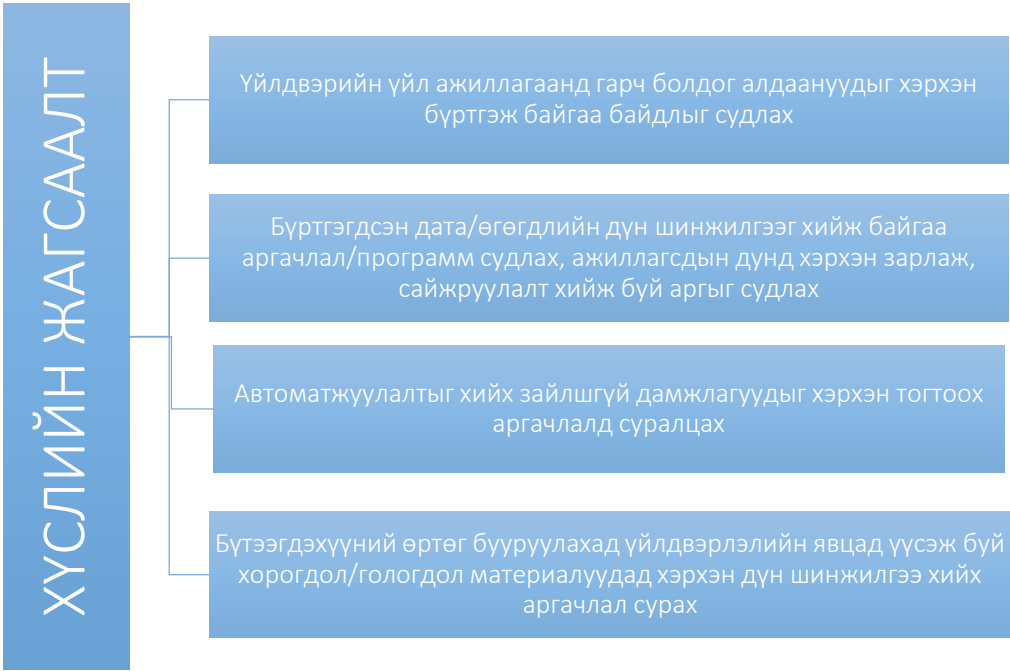 ХҮСЛИЙН ЖАГСААЛТ
Үйлдвэрийн үйл ажиллагаанд гарч болдог алдаануудыг хэрхэн
бүртгэж байгаа байдлыг судлах
Бүртгэгдсэн дата/өгөгдлийн дүн шинжилгээг хийж байгаа
аргачлал/программ судлах, ажиллагсдын дунд хэрхэн зарлаж,
сайжруулалт хийж буй аргыг судлах
Автоматжуулалтыг хийх зайлшгүй дамжлагуудыг хэрхэн тогтоох
аргачлалд суралцах
Бүтээгдэхүүний өртөг бууруулахад үйлдвэрлэлийн явцад үүсэж буй
хорогдол/гологдол материалуудад хэрхэн дүн шинжилгээ хийх
аргачлал сурах